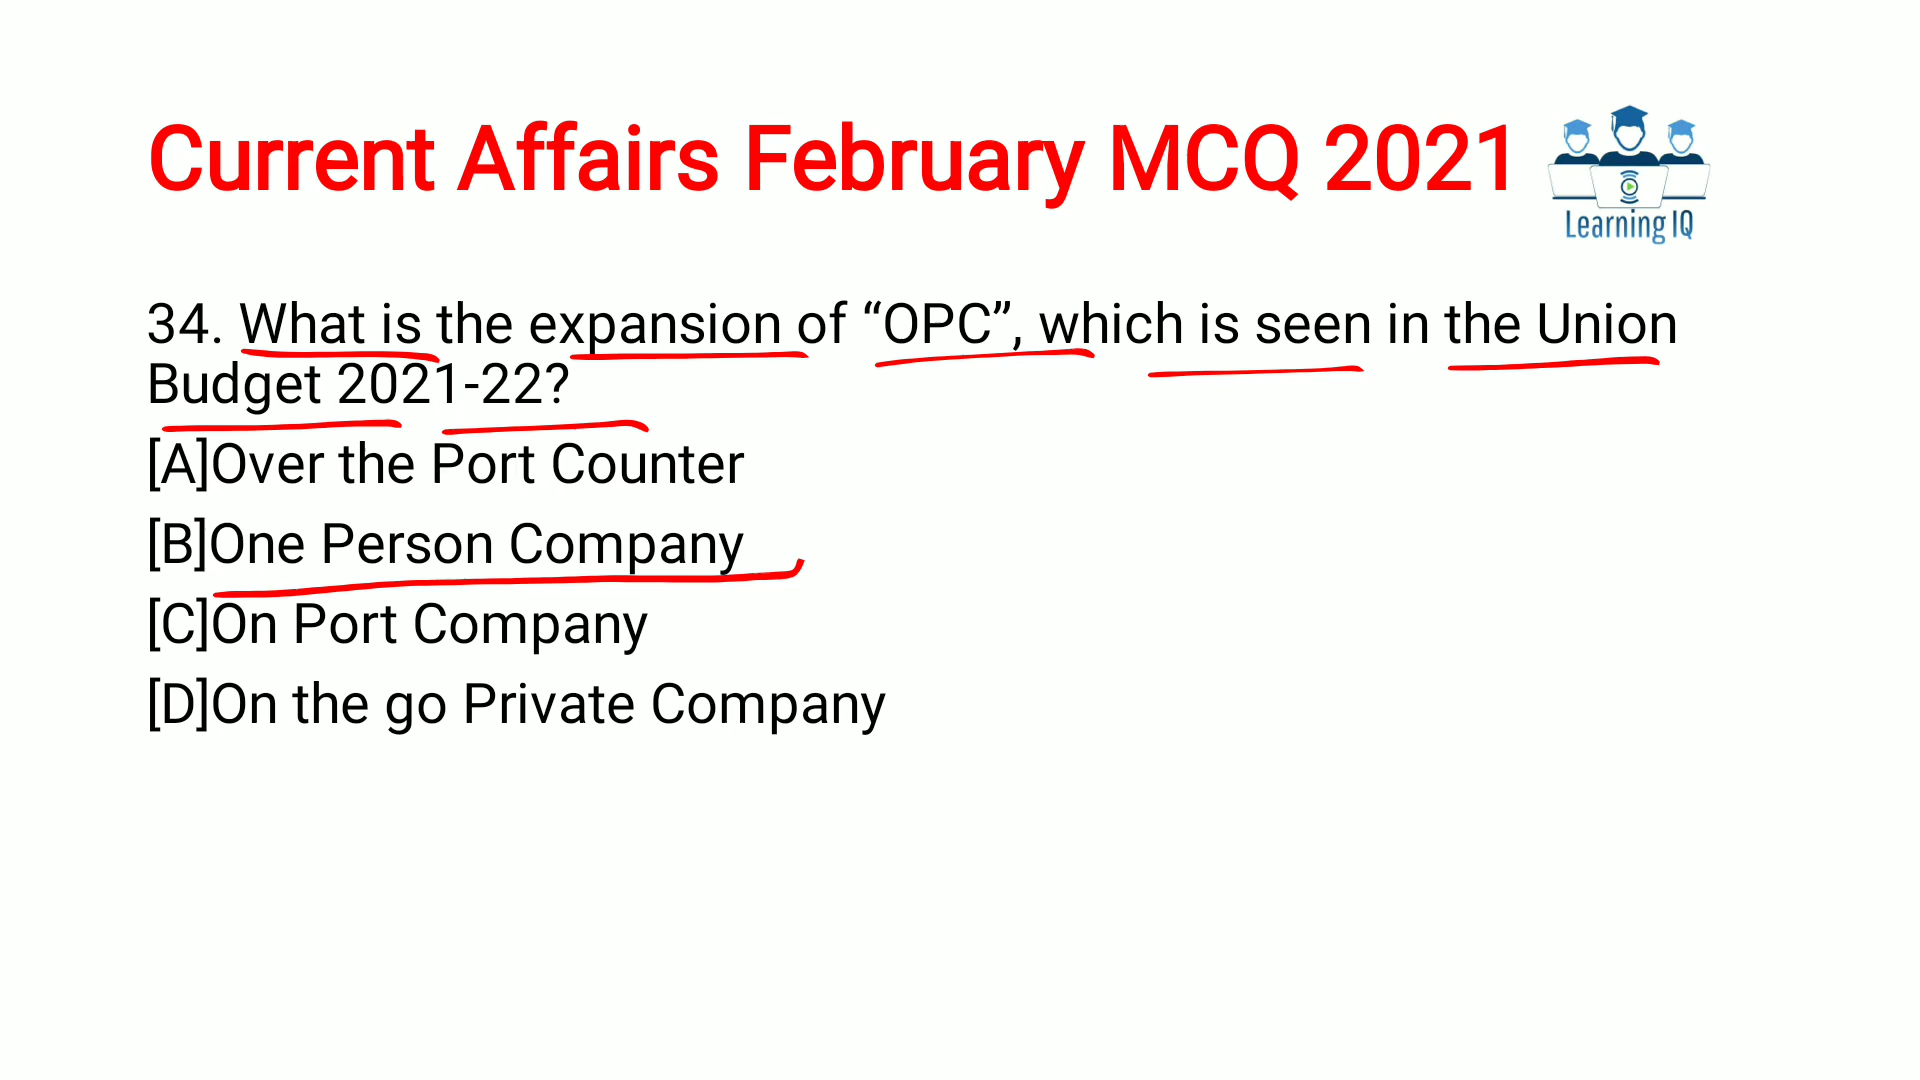 Current Affairs February MCQ 2021
Learning IQ
34. What is the expansion of “OPC”, which is seen in the Union
Budget 2021-22?
[A]Over the Port Counter
[B]One Person Company
[C]On Port Company
[D]On the go Private Company